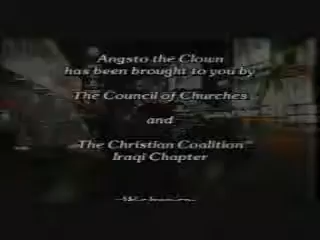 Angsto the Clown
has been brought to you by
The Council of Churches
and
The Christian Coalition
Iraqi Chapter